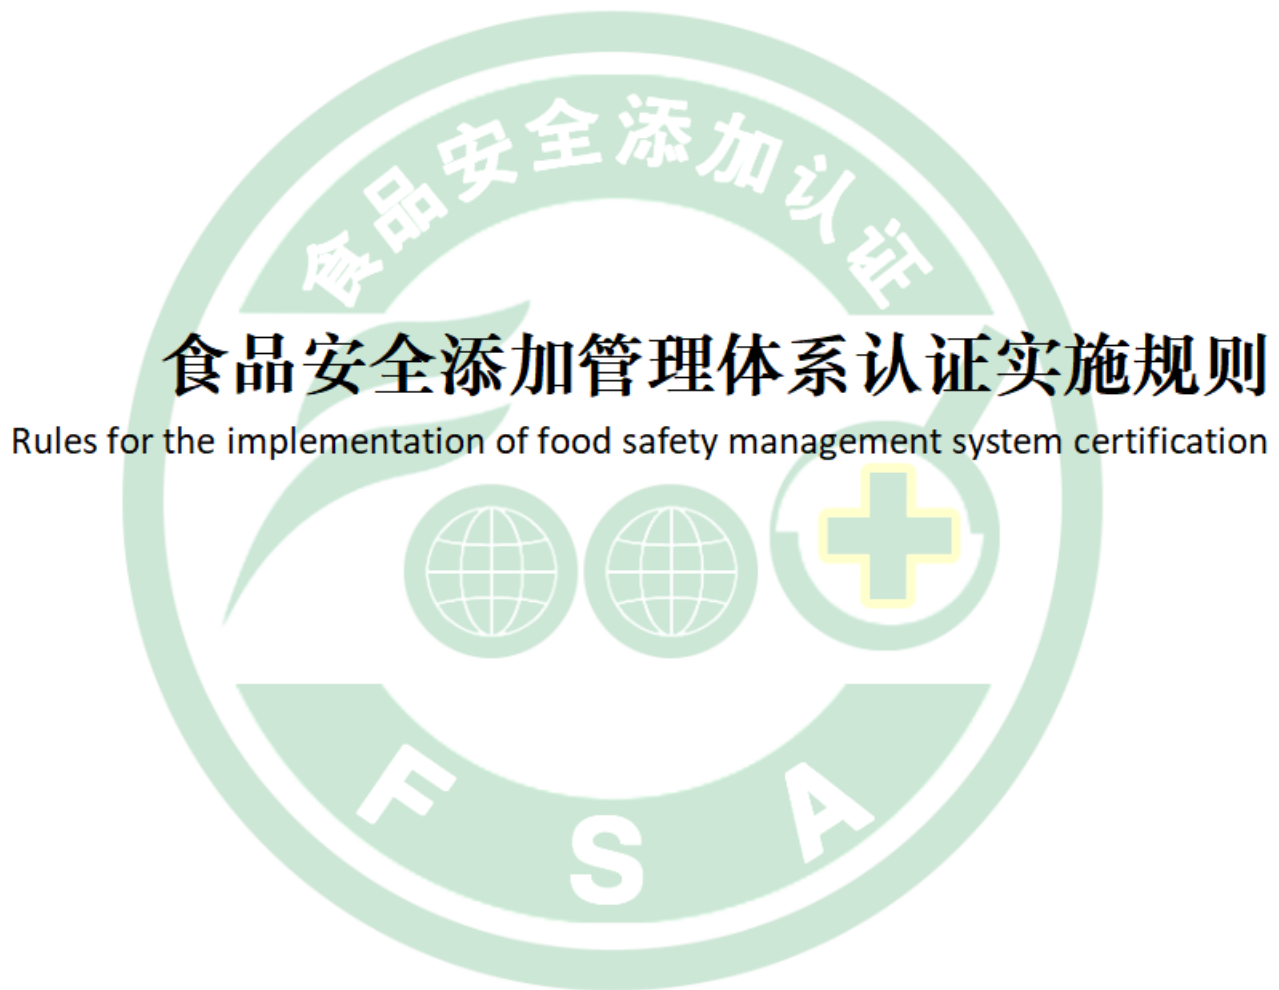 食品安全添加认证
食品安全添加管理体系认证实施规则
Rules for the implementation of food safety management system certification
F S A